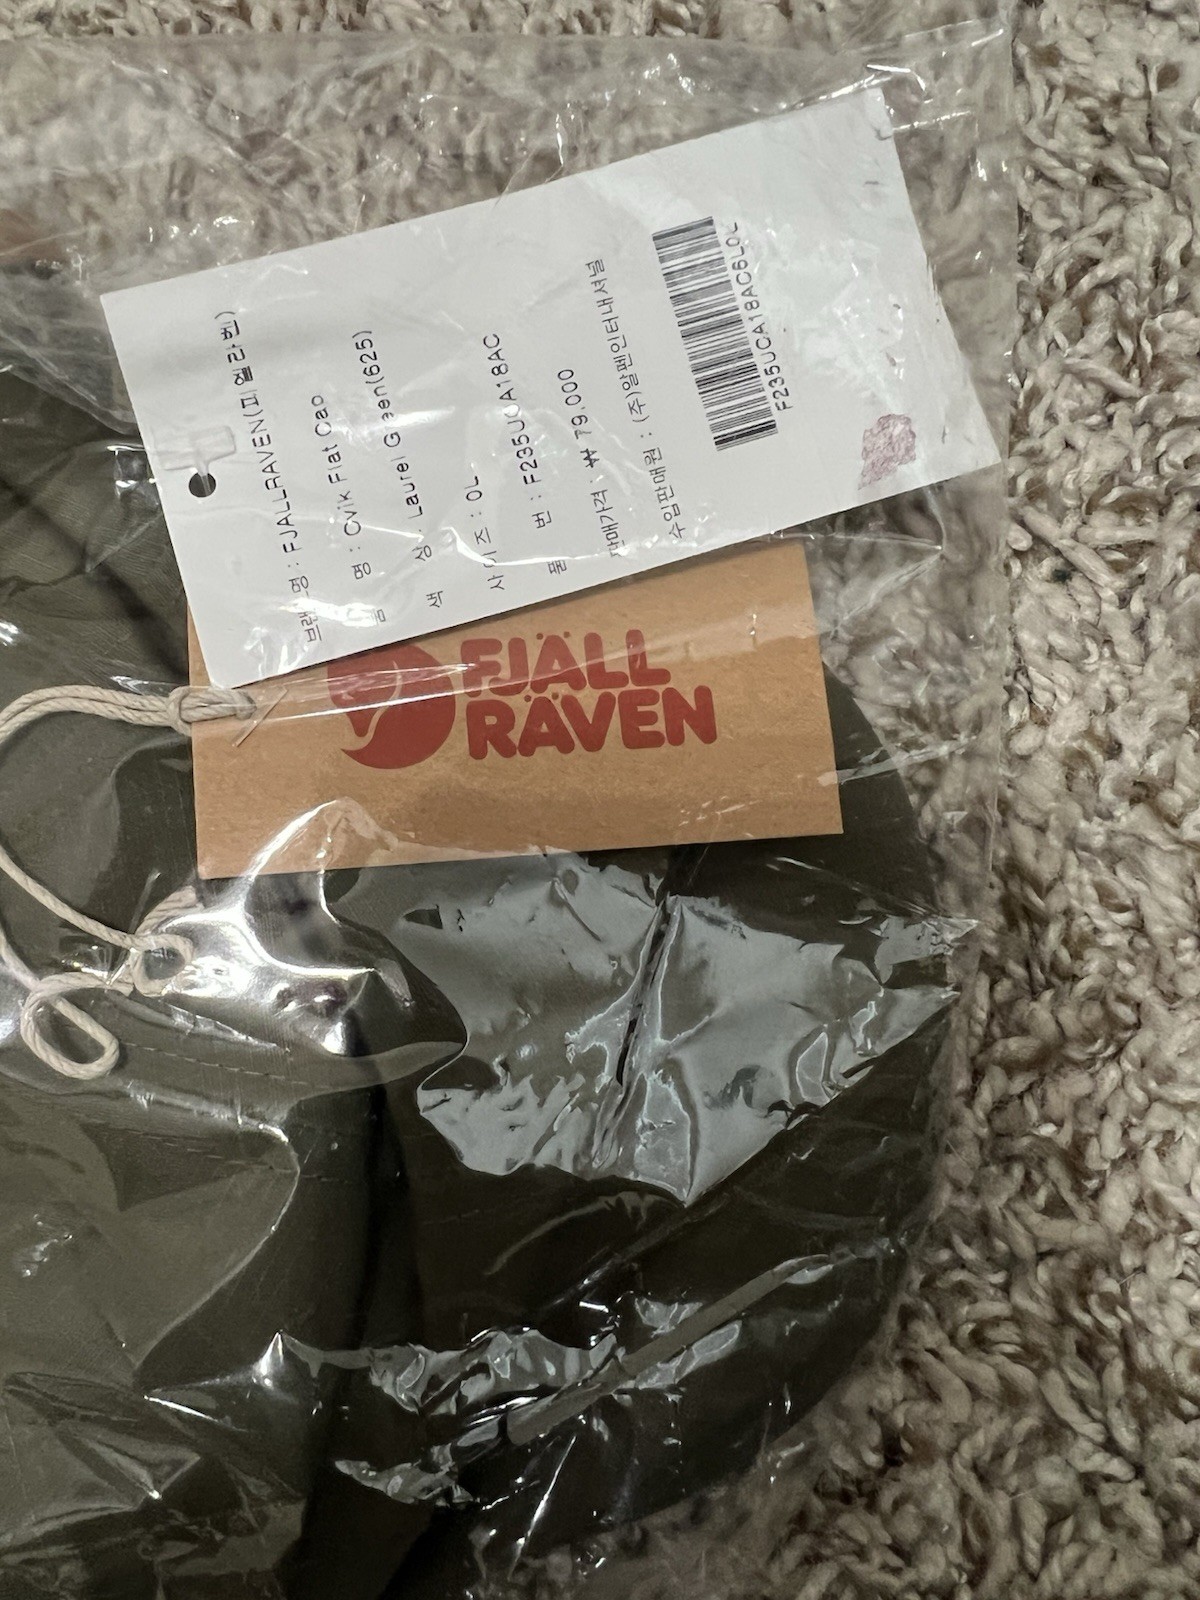 브랜드명 : FJALLRAVEN(피엘라벤)
품 명 : Cvik Flat Cap
색 상 : Laurel Green(625)
사이즈 : 0L
품 번 : F235UCA18AC
판매가격 : ₩ 79,000
수입판매원 : (주)알펜인터내셔널
F235UCA18AC6L0L
FJÄLL
RÄVEN